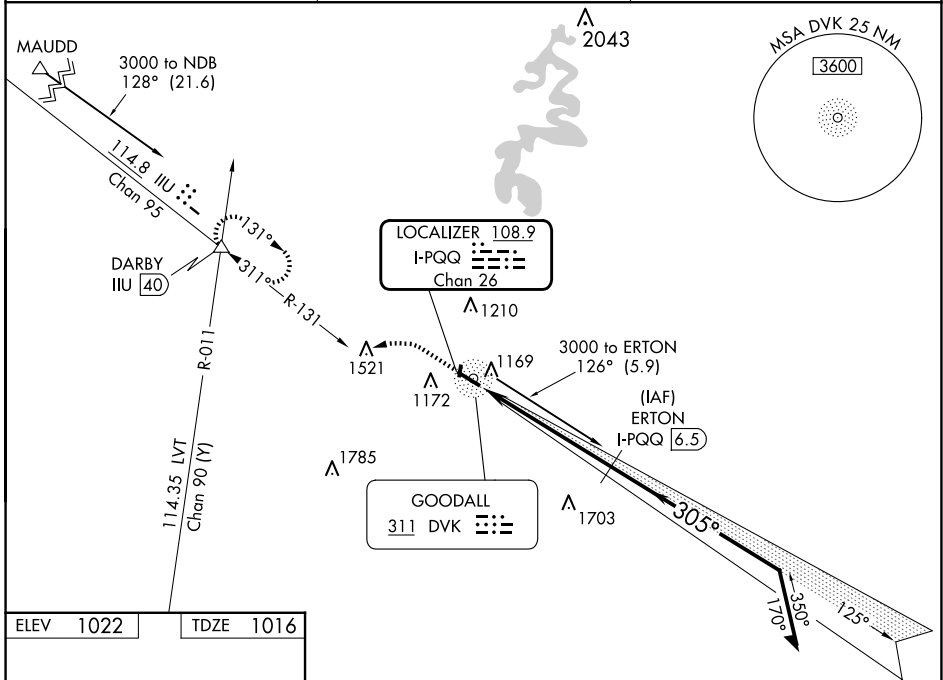 2043
MSA DVK 25 NM
3600
MAUDD
3000 to NDB
128° (21.6)
114.8 IIU
Chan 95
131°
311°
DARBY
IIU 40
R-131
R-011
LOCALIZER 108.9
I-PQQ
Chan 26
1210
1521
1169
1172
3000 to ERTON
126° (5.9)
(IAF)
ERTON
I-PQQ 6.5
1785
114.35 LVT
Chan 90 (Y)
GOODALL
311 DVK
1703
305°
350°
170°
125°
ELEV 1022
TDZE 1016